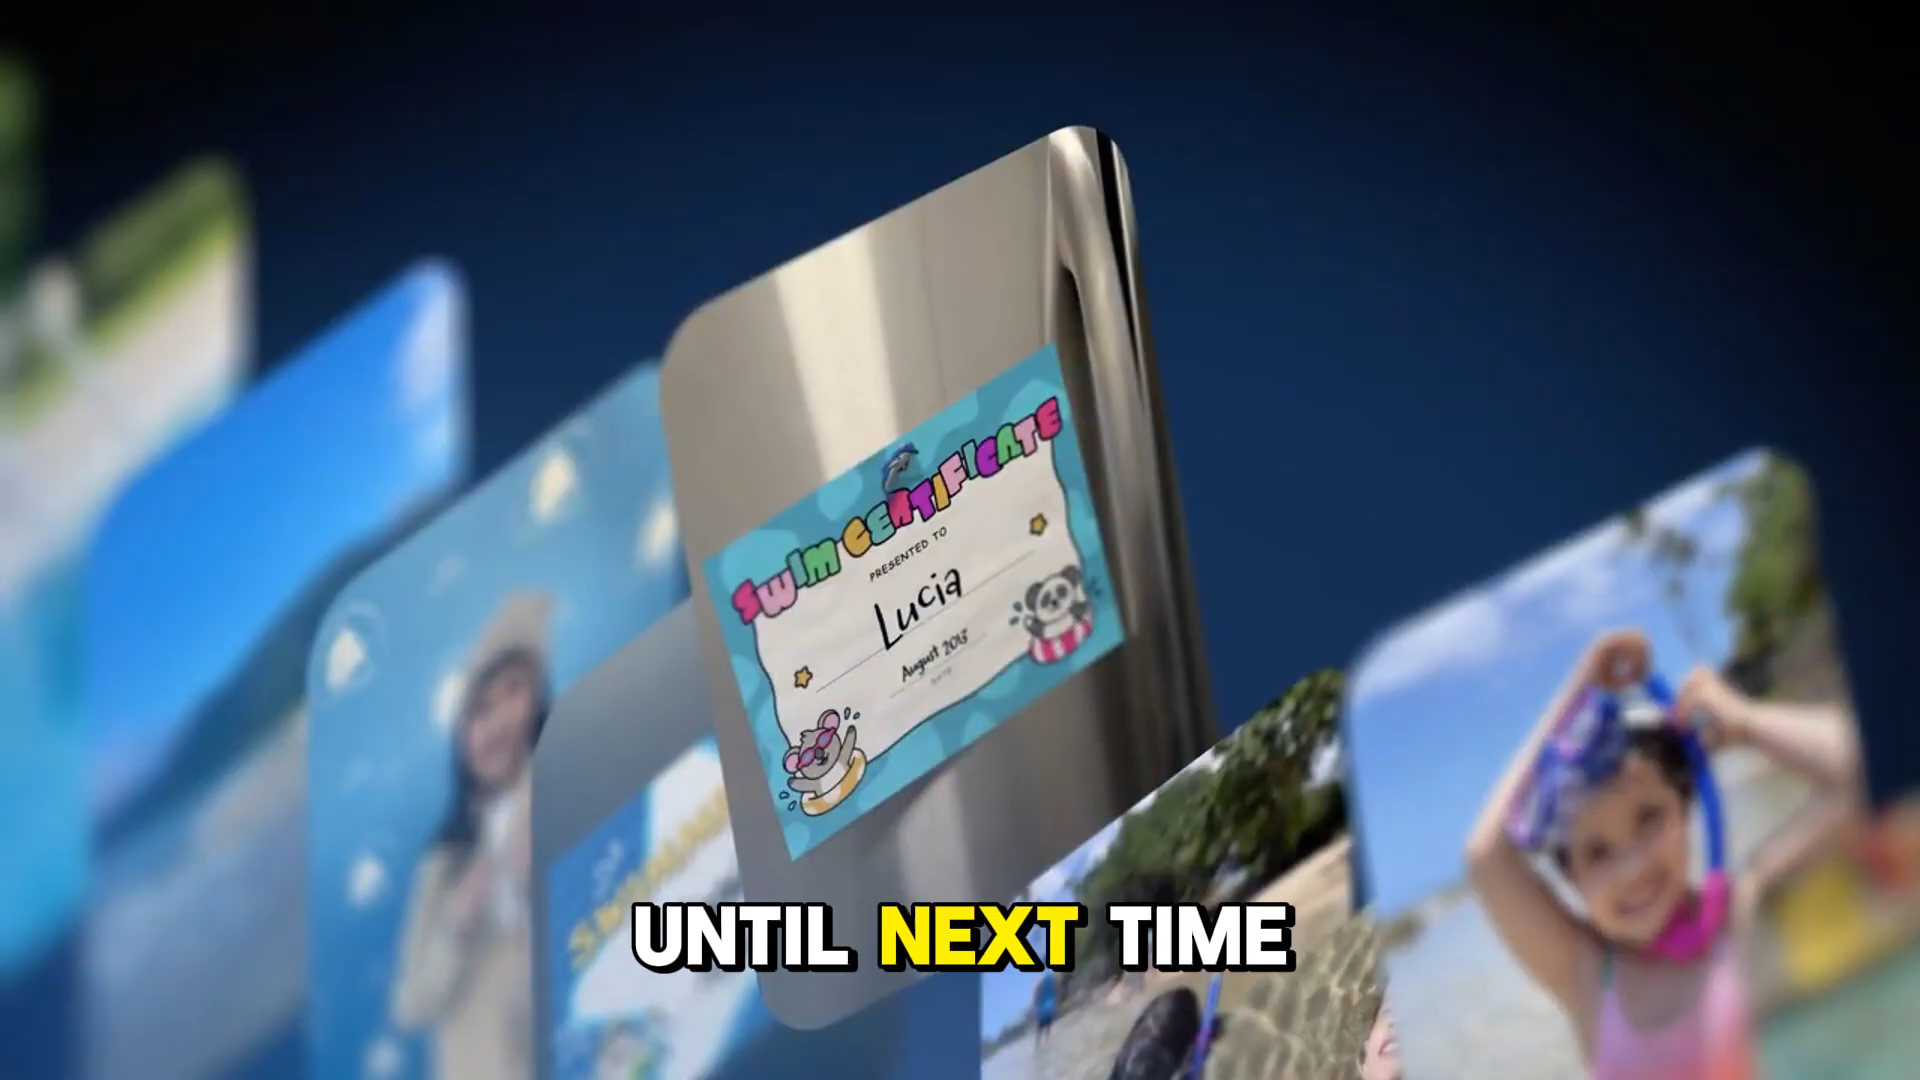 SWIM CERTIFICATE
PRESENTED TO
Lucia
August 2013
UNTIL NEXT TIME